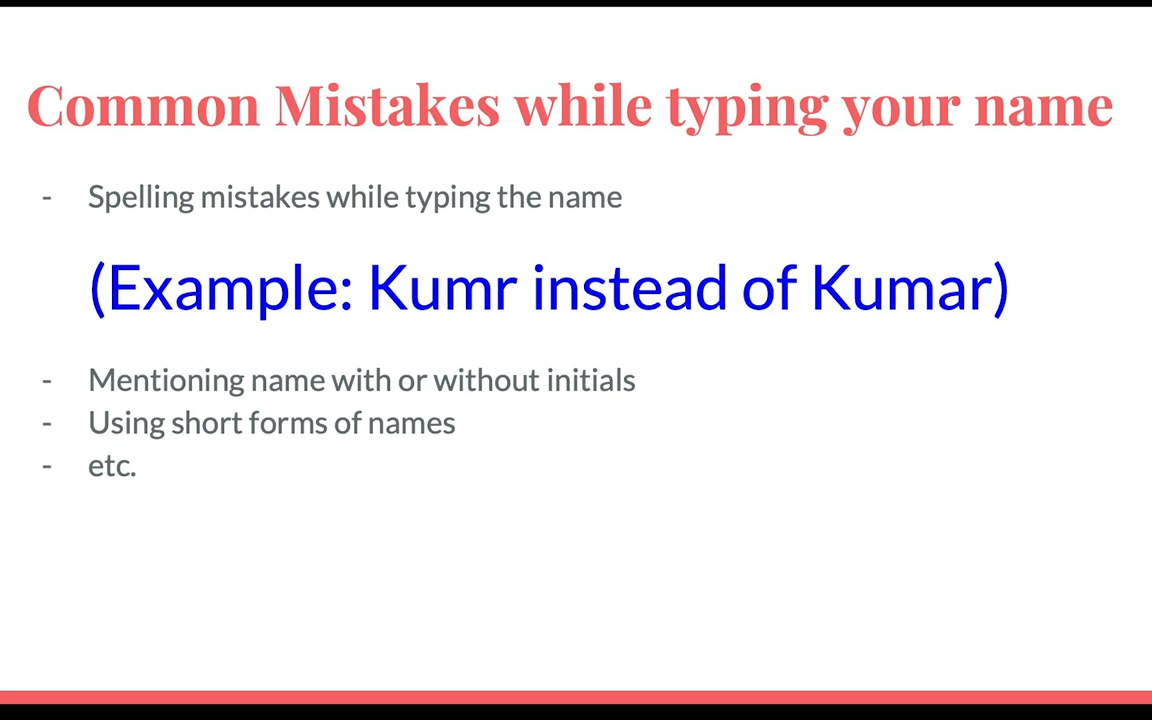 Common Mistakes while typing your name
- Spelling mistakes while typing the name
(Example: Kumr instead of Kumar)
- Mentioning name with or without initials
- Using short forms of names
- etc.